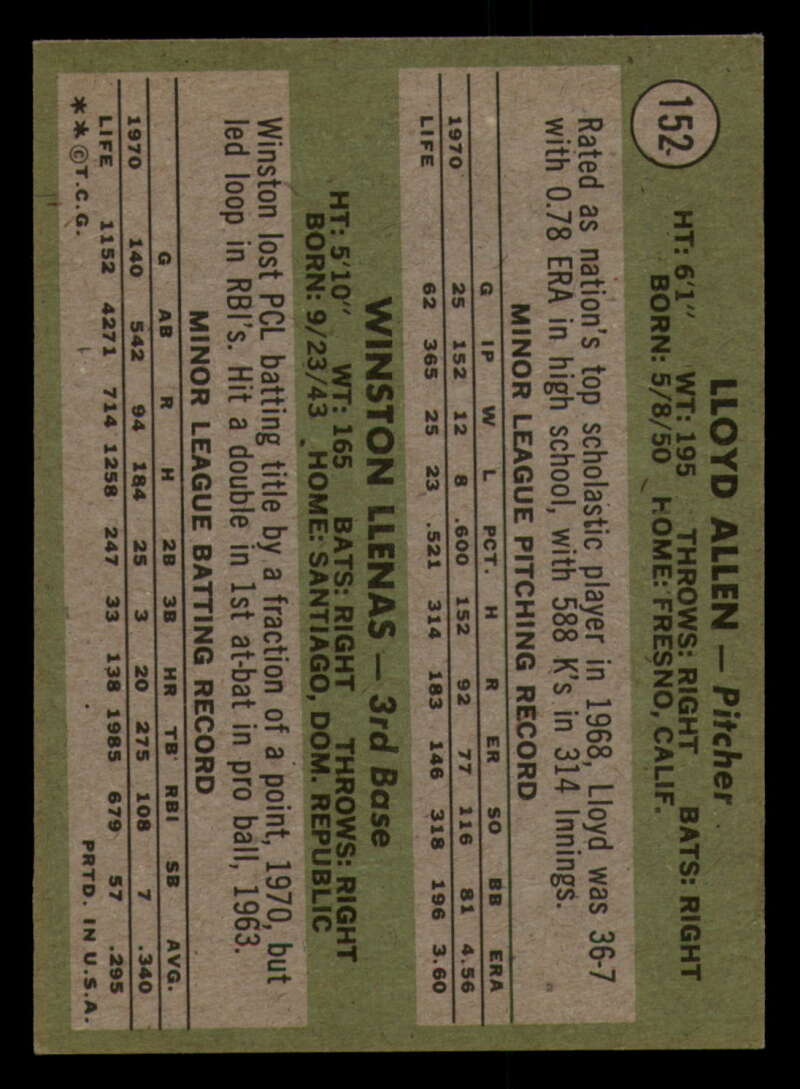 152
LLOYD ALLEN — Pitcher
HT: 6'1" WT: 195 THROWS: RIGHT BATS: RIGHT
BORN: 5/8/50 HOME: FRESNO, CALIF.
Rated as nation's top scholastic player in 1968, Lloyd was 36-7
with 0.78 ERA in high school, with 588 K's in 314 Innings.
MINOR LEAGUE PITCHING RECORD
G IP W L PCT. H R ER SO BB ERA
1970 25 152 12 8 .600 152 92 77 116 81 4.56
LIFE 62 365 25 23 .521 314 183 146 318 196 3.60
WINSTON LLENAS — 3rd Base
HT: 5'10" WT: 165 BATS: RIGHT THROWS: RIGHT
BORN: 9/23/43 HOME: SANTIAGO, DOM. REPUBLIC
Winston lost PCL batting title by a fraction of a point, 1970, but
led loop in RBI's. Hit a double in 1st at-bat in pro ball, 1963.
MINOR LEAGUE BATTING RECORD
G AB R H 2B 3B HR TB RBI SB AVG.
1970 140 542 94 184 25 3 20 275 108 7 .340
LIFE 1152 4271 714 1258 247 33 138 1985 679 57 .295
**©T.C.G. PRTD. IN U.S.A.